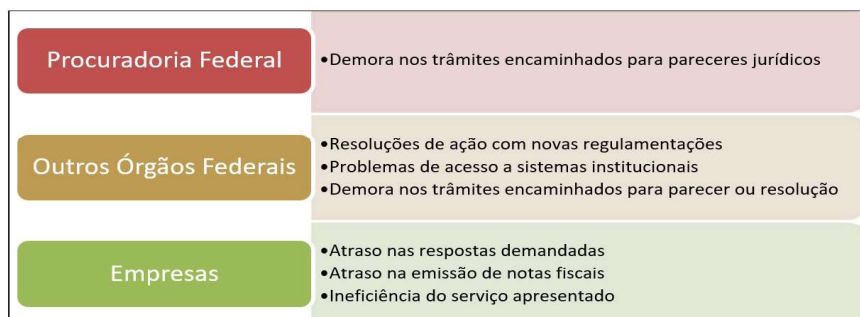 Procuradoria Federal
•Demora nos trâmites encaminhados para pareceres jurídicos
Outros Órgãos Federais
•Resoluções de ação com novas regulamentações
•Problemas de acesso a sistemas institucionais
•Demora nos trâmites encaminhados para parecer ou resolução
Empresas
•Atraso nas respostas demandadas
•Atraso na emissão de notas fiscais
•Ineficiência do serviço apresentado